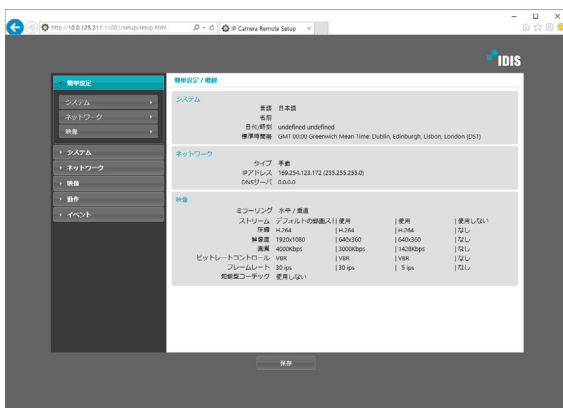 http://10.0.125.211:11001/setup/setup.html
IP Camera Remote Setup
IDIS
簡単設定
システム
ネットワーク
映像
システム
ネットワーク
映像
動作
イベント
簡単設定 / 概観
システム
言語 日本語
名前
日付/時刻 undefined undefined
標準時間帯 GMT 00:00 Greenwich Mean Time: Dublin, Edinburgh, Lisbon, London (DST)
ネットワーク
タイプ 手動
IPアドレス 169.254.123.172 (255.255.255.0)
DNSサーバ 0.0.0.0
映像
ミラーリング 水平 / 垂直
ストリーム デフォルトの録画スト| 使用 | 使用 | 使用しない
圧縮 H.264 | H.264 | H.264 | なし
解像度 1920x1080 | 640x360 | 640x360 | なし
画質 4000Kbps | 3000Kbps | 1428Kbps | なし
ビットレートコントロール VBR | VBR | VBR | なし
フレームレート 30 ips | 30 ips | 5 ips | なし
知能型コーデック 使用しない
保存